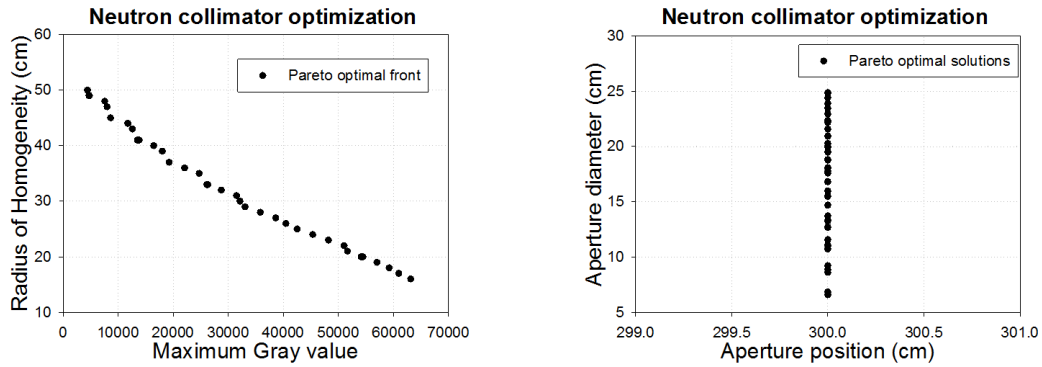 Neutron collimator optimization
Radius of Homogeneity (cm)
60
50
40
30
20
10
Pareto optimal front
0 10000 20000 30000 40000 50000 60000 70000
Maximum Gray value
Neutron collimator optimization
Aperture diameter (cm)
30
25
20
15
10
5
Pareto optimal solutions
299.0 299.5 300.0 300.5 301.0
Aperture position (cm)